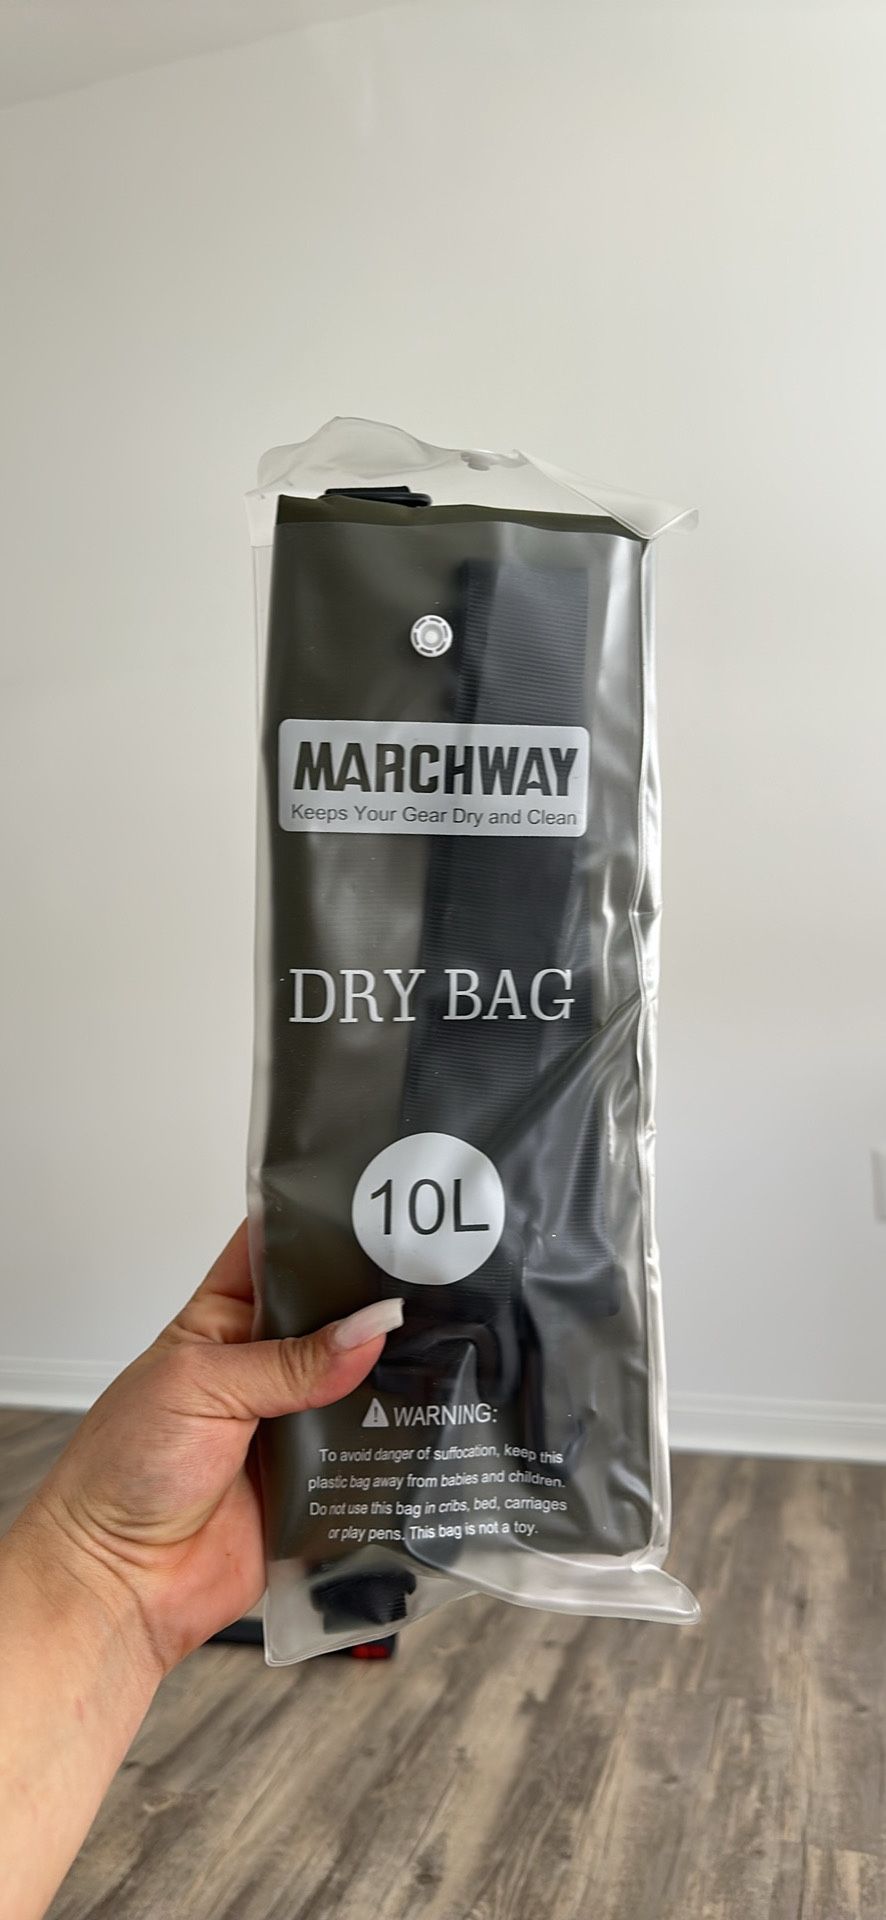 MARCHWAY
Keeps Your Gear Dry and Clean
DRY BAG
10L
WARNING:
To avoid danger of suffocation, keep this
plastic bag away from babies and children.
Do not use this bag in cribs, bed, carriages
or play pens. This bag is not a toy.